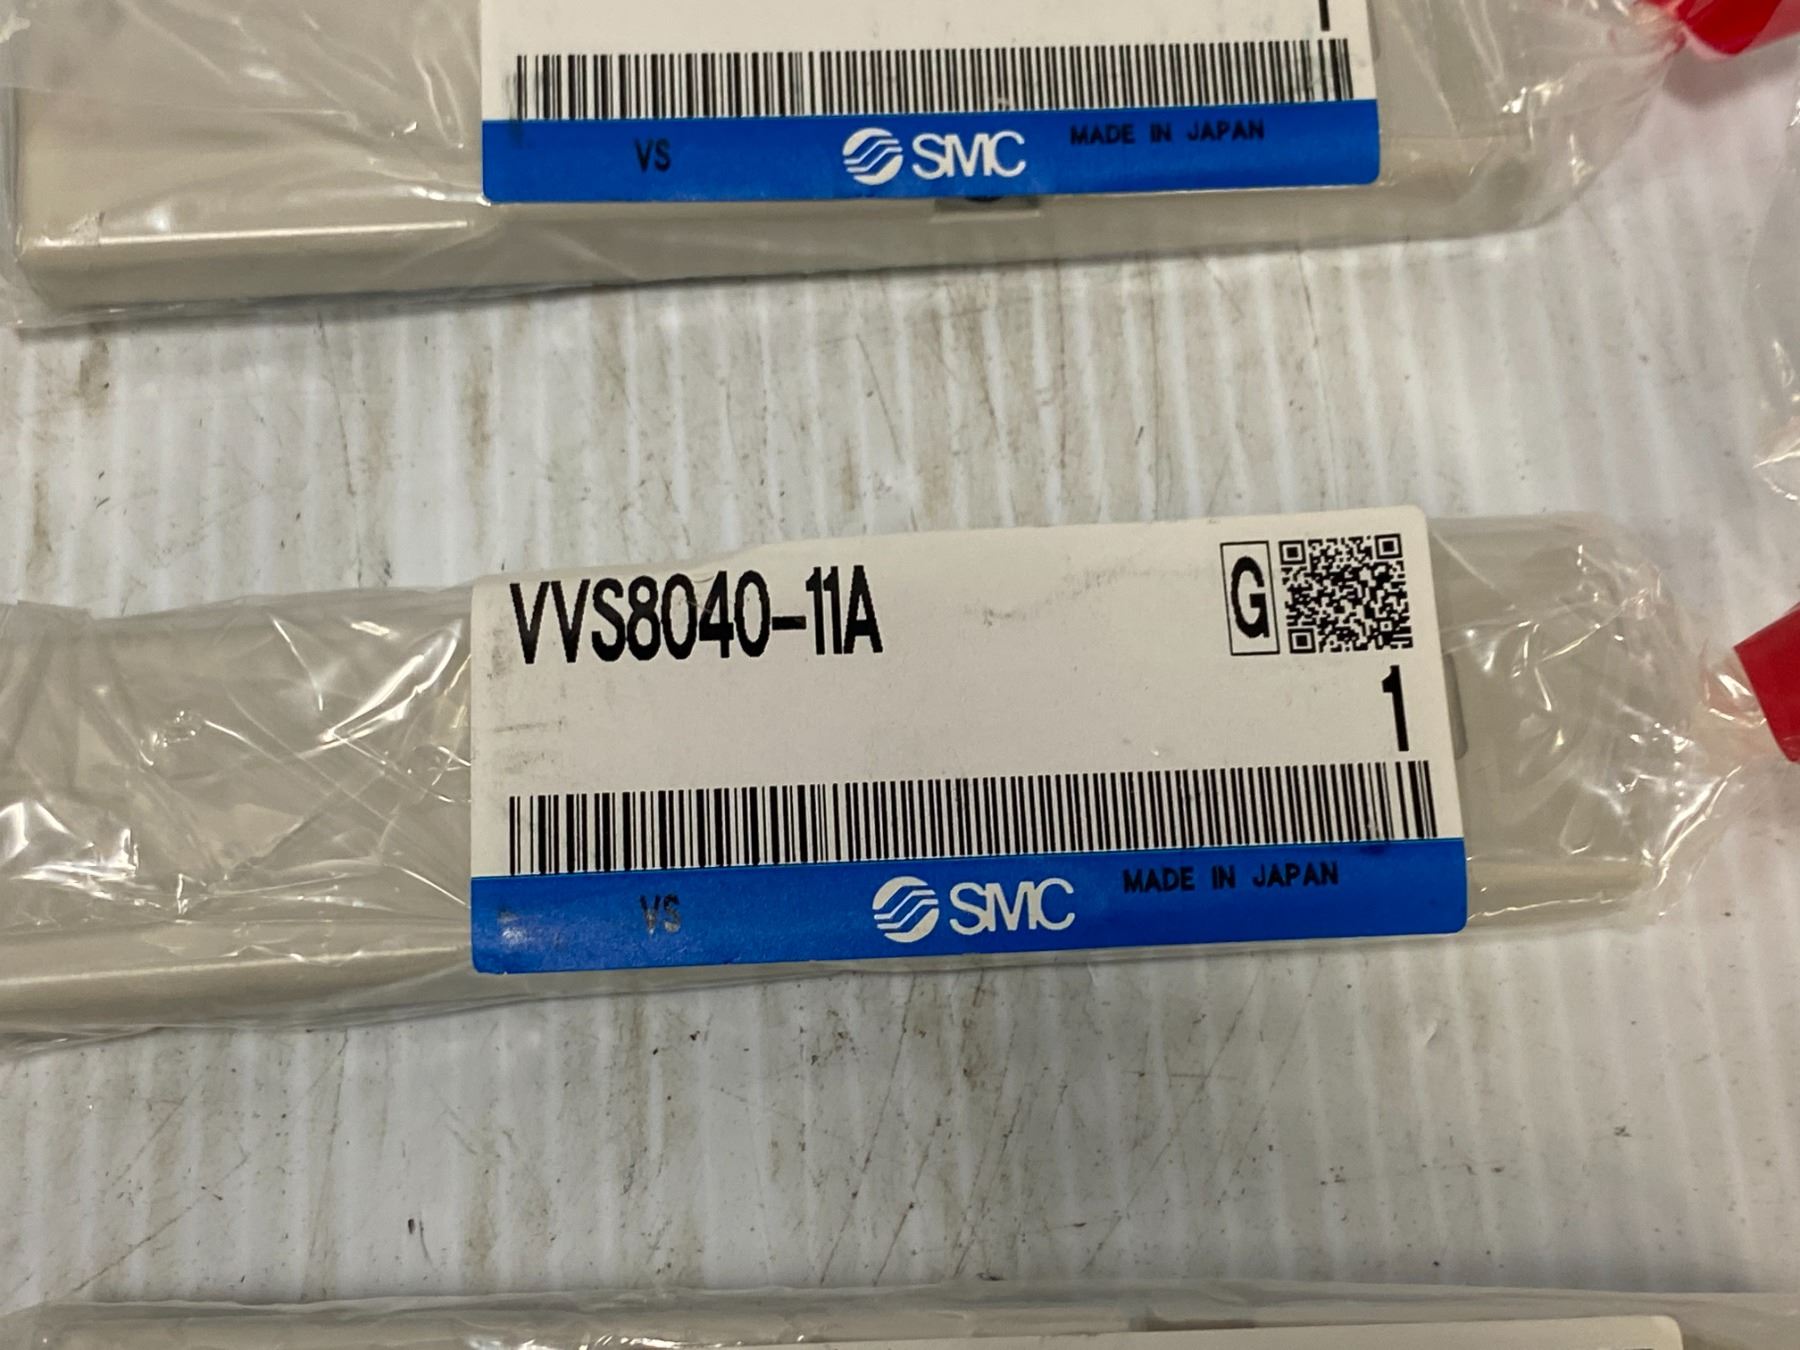 VS SMC MADE IN JAPAN
VVS8040-11A G
1
VS SMC MADE IN JAPAN